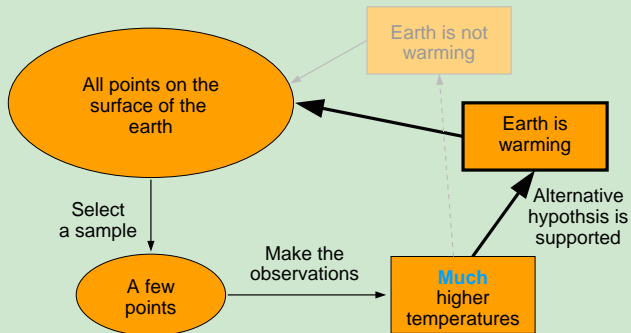 Earth is not
warming
All points on the
surface of the
earth
Earth is
warming
Select
a sample
Alternative
hypothsis is
supported
Make the
observations
A few
points
Much
higher
temperatures